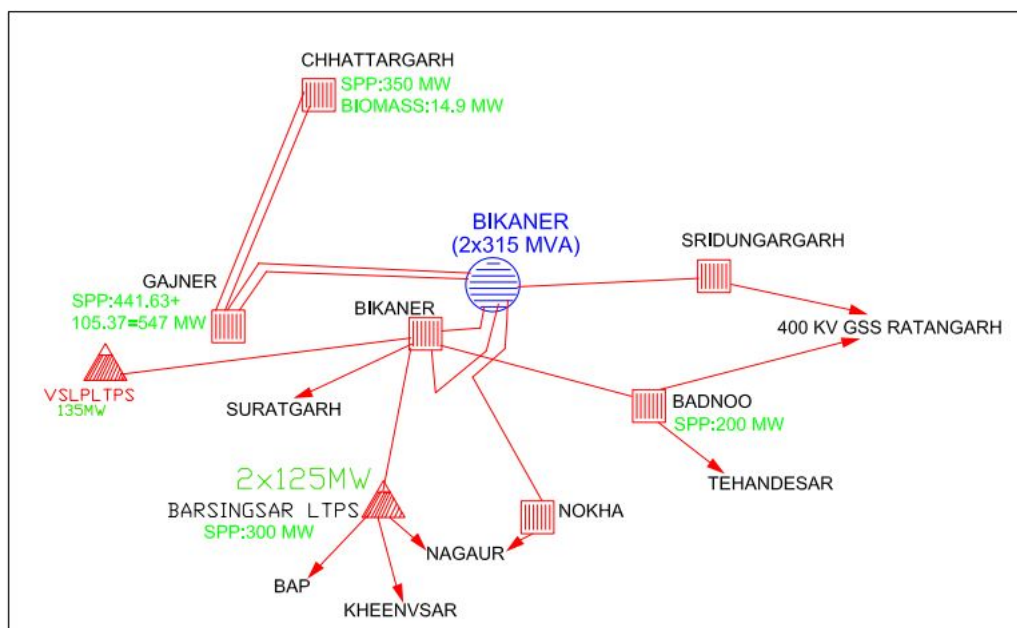 CHHATTARGARH
SPP:350 MW
BIOMASS:14.9 MW
BIKANER
(2x315 MVA)
SRIDUNGARGARH
GAJNER
SPP:441.63+
105.37=547 MW
BIKANER
400 KV GSS RATANGARH
VSLPLTPS
135MW
SURATGARH
BADNOO
SPP:200 MW
TEHANDESAR
2x125MW
BARSINGSAR LTPS
SPP:300 MW
NOKHA
NAGAUR
BAP
KHEENVSAR